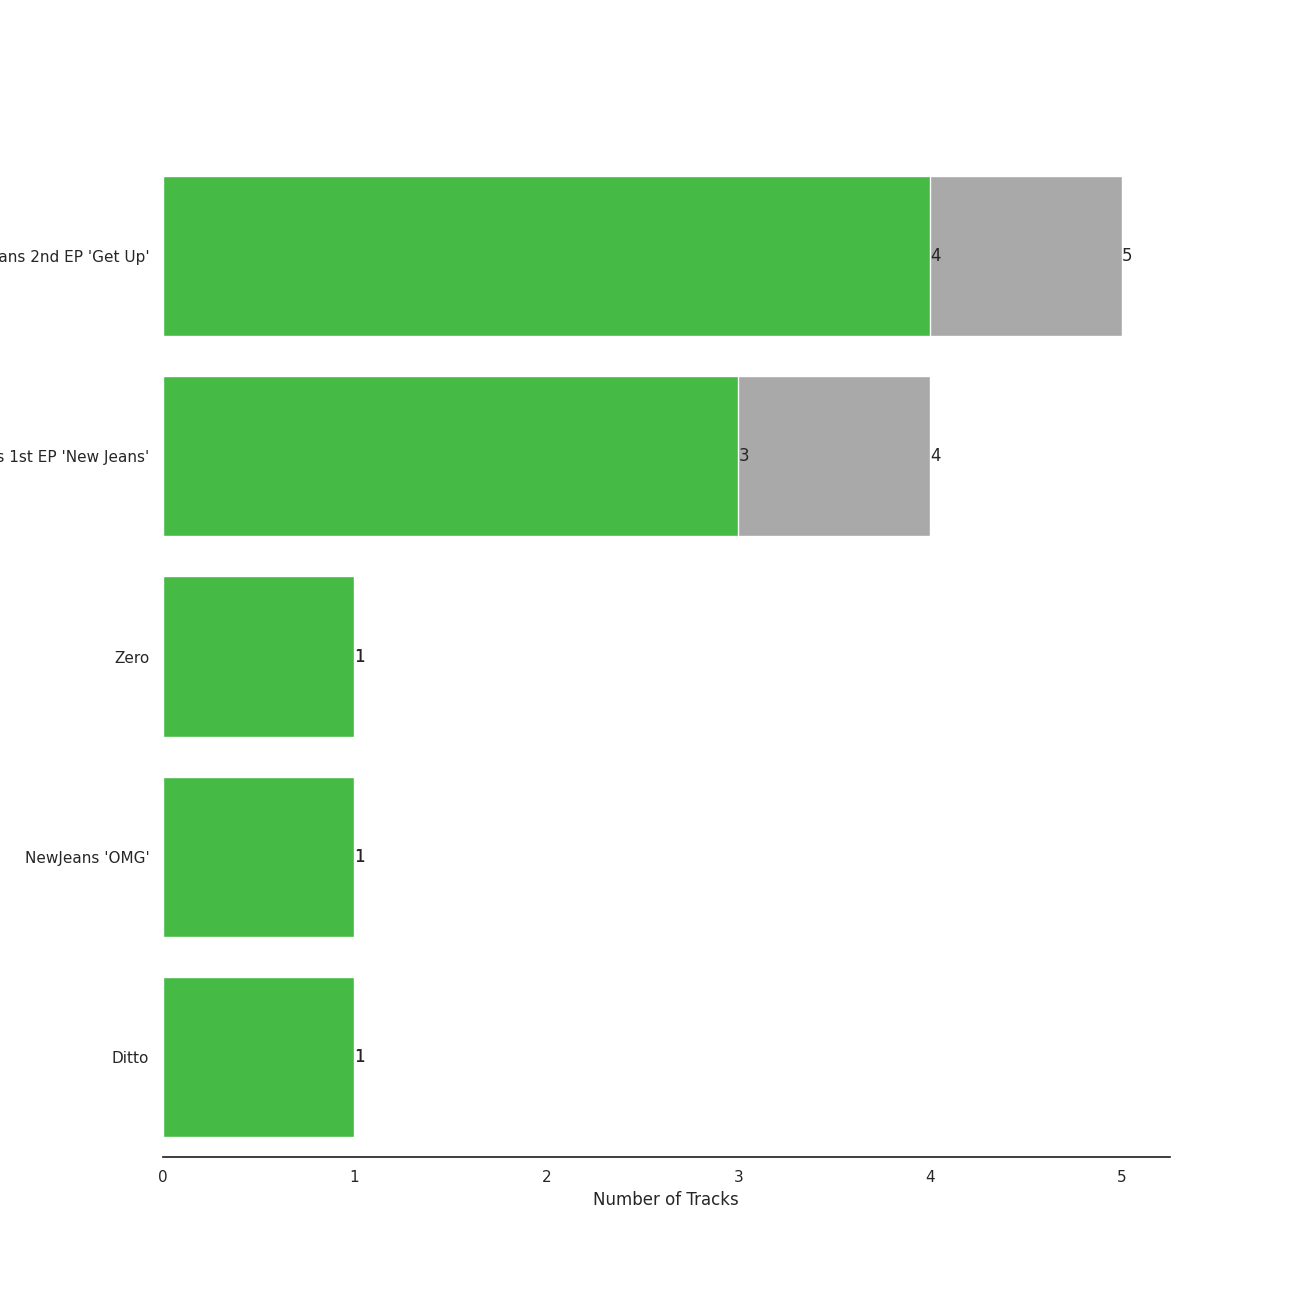 ans 2nd EP 'Get Up' 4 5
s 1st EP 'New Jeans' 3 4
Zero 1
NewJeans 'OMG' 1
Ditto 1
0 1 2 3 4 5
Number of Tracks